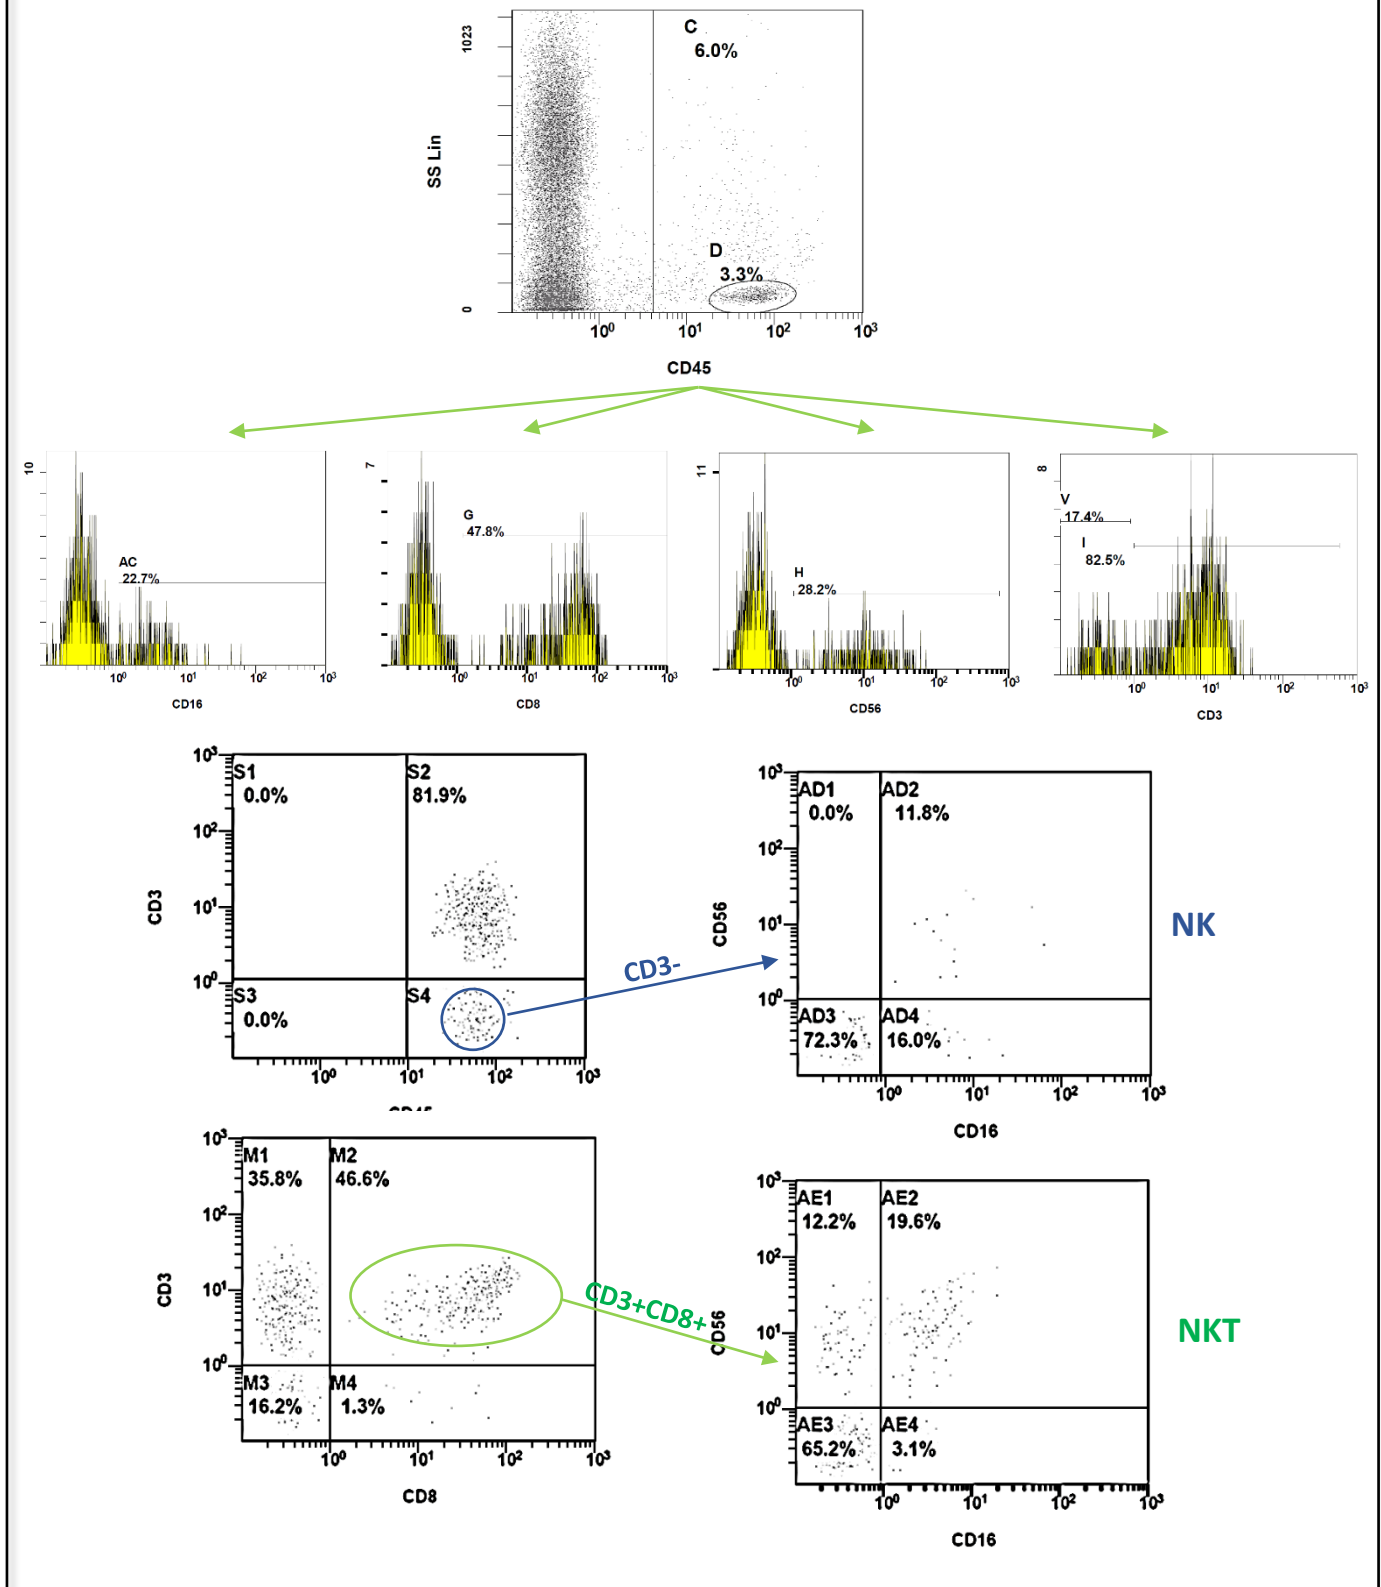 1023
C
6.0%
SS Lin
D
3.3%
0
10⁰ 10¹ 10² 10³
CD45
10
AC
22.7%
10⁰ 10¹ 10² 10³
CD16
7
G
47.8%
10⁰ 10¹ 10² 10³
CD8
11
H
28.2%
10⁰ 10¹ 10² 10³
CD56
8
V
17.4%
I
82.5%
10⁰ 10¹ 10² 10³
CD3
10³
S1 S2
0.0% 81.9%
10²
CD3
10¹
10⁰
S3 S4
0.0%
10⁰ 10¹ 10² 10³
CD45
CD3-
10³
AD1 AD2
0.0% 11.8%
10²
CD56
10¹
10⁰
AD3 AD4
72.3% 16.0%
10⁰ 10¹ 10² 10³
CD16
NK
10³
M1 M2
35.8% 46.6%
10²
CD3
10¹
10⁰
M3 M4
16.2% 1.3%
10⁰ 10¹ 10² 10³
CD8
CD3+CD8+
10³
AE1 AE2
12.2% 19.6%
10²
CD56
10¹
10⁰
AE3 AE4
65.2% 3.1%
10⁰ 10¹ 10² 10³
CD16
NKT